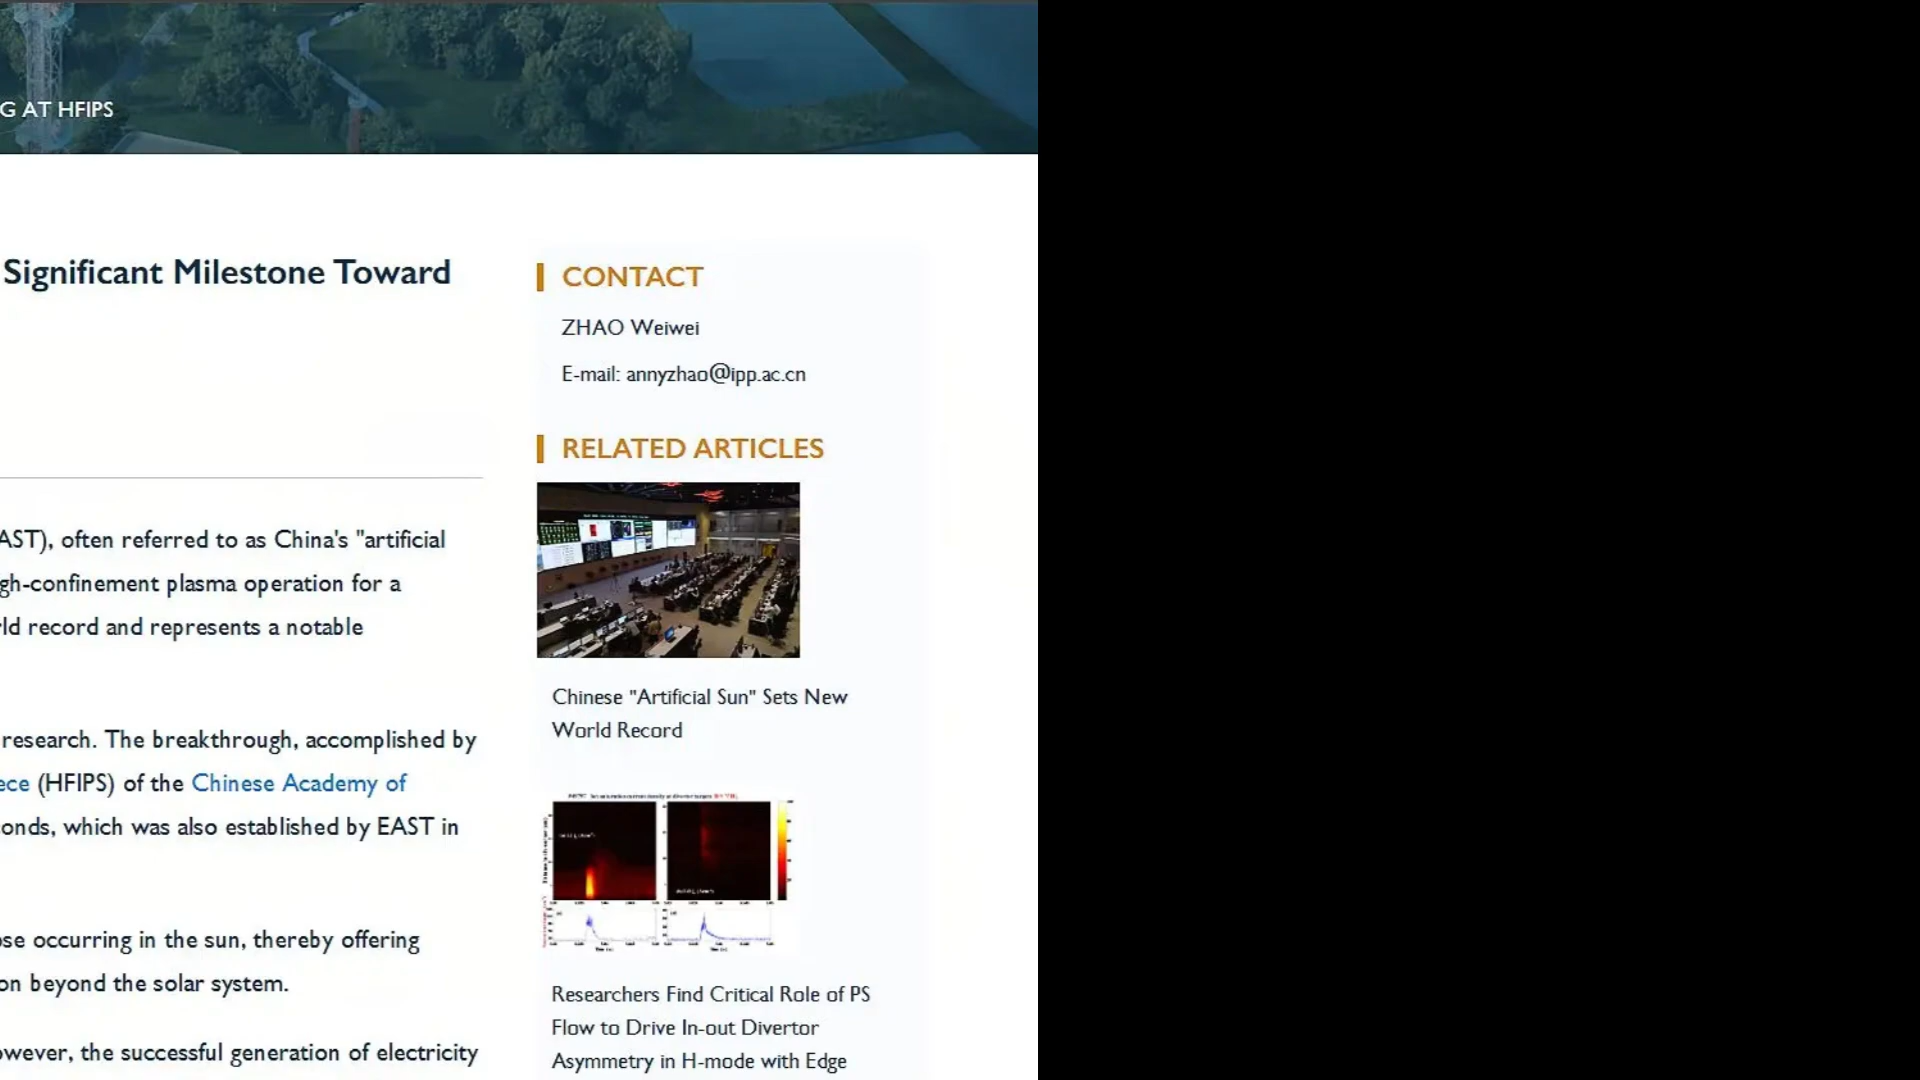 G AT HFIPS
Significant Milestone Toward
AST), often referred to as China's "artificial
gh-confinement plasma operation for a
ld record and represents a notable
research. The breakthrough, accomplished by
ece (HFIPS) of the Chinese Academy of
onds, which was also established by EAST in
se occurring in the sun, thereby offering
on beyond the solar system.
owever, the successful generation of electricity
CONTACT
ZHAO Weiwei
E-mail: annyzhao@ipp.ac.cn
RELATED ARTICLES
Chinese "Artificial Sun" Sets New
World Record
Researchers Find Critical Role of PS
Flow to Drive In-out Divertor
Asymmetry in H-mode with Edge